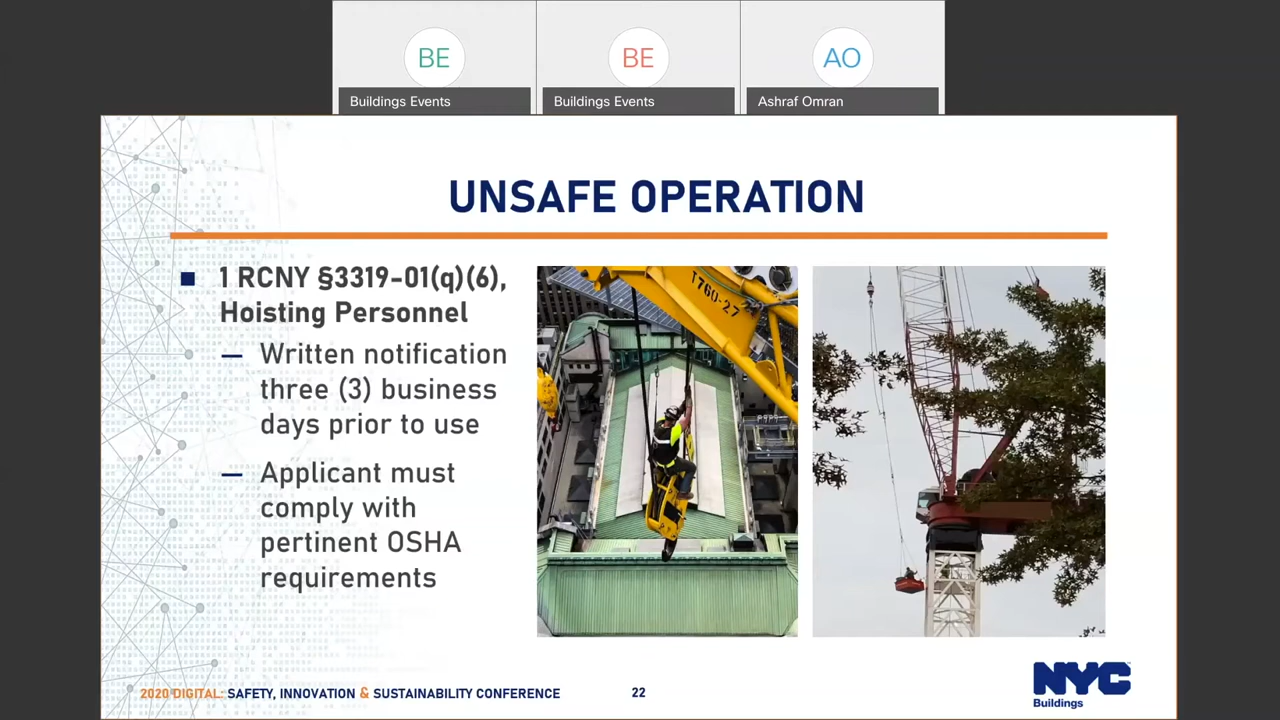 BE
BE
AO
Buildings Events
Buildings Events
Ashraf Omran
UNSAFE OPERATION
1 RCNY §3319-01(q)(6),
Hoisting Personnel
— Written notification
three (3) business
days prior to use
— Applicant must
comply with
pertinent OSHA
requirements
T760-27
2020 DIGITAL: SAFETY, INNOVATION & SUSTAINABILITY CONFERENCE
22
NYC
Buildings